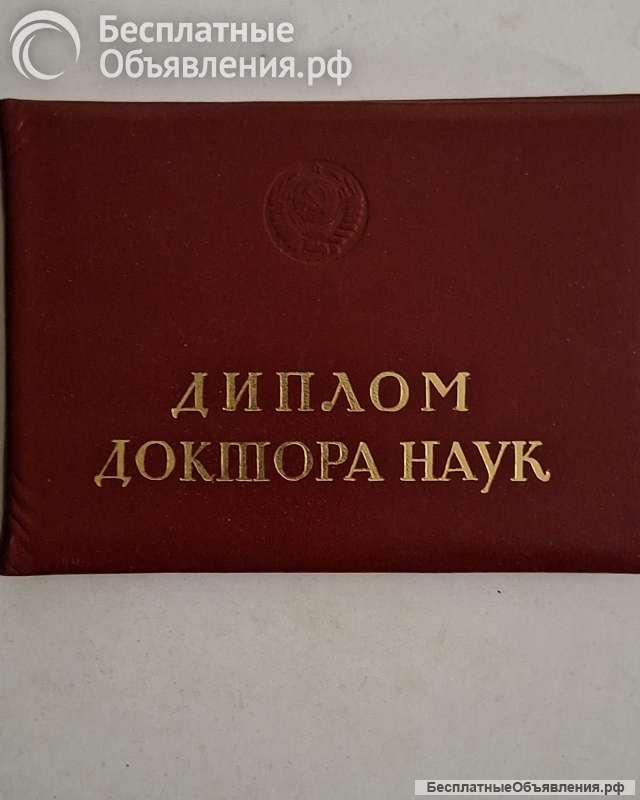 Бесплатные
Объявления.рф
ДИПЛОМ
ДОКТОРА НАУК
БесплатныеОбъявления.рф